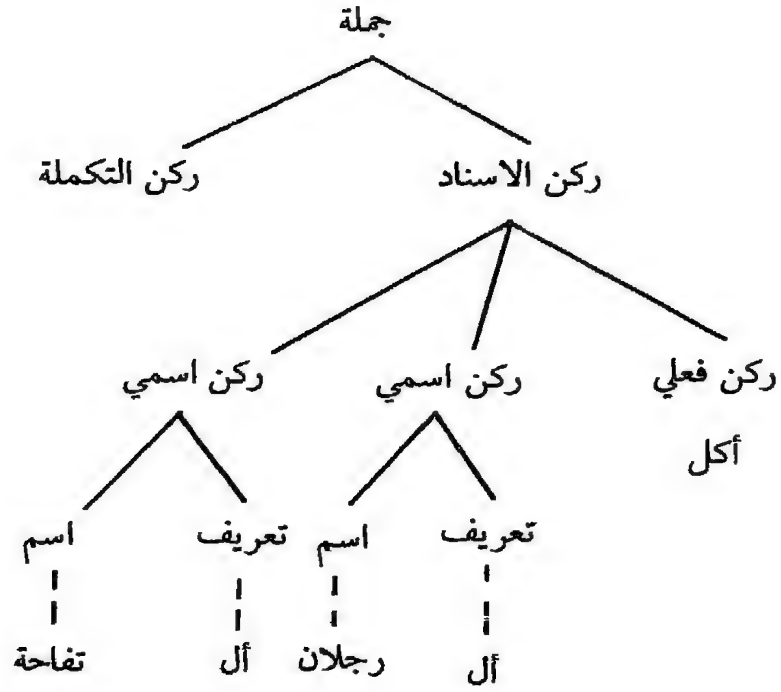 جملة
ركن الاسناد ركن التكملة
ركن فعلي ركن اسمي ركن اسمي
أكل
تعريف اسم تعريف اسم
أل رجلان أل تفاحة